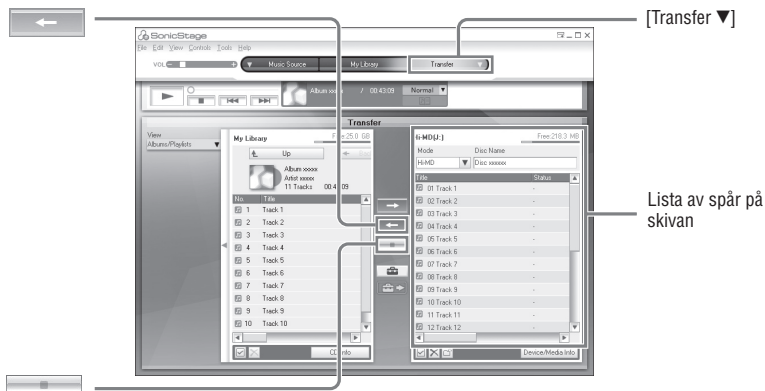 [Transfer ▼]
SonicStage
File Edit View Controls Tools Help
VOL
Music Source
My Library
Transfer
Album xxxxx / 00:43:09
Normal
Transfer
View
Albums/Playlists
My Library
Free:25.0 GB
Up
Album xxxxx
Artist xxxxx
11 Tracks 00:43:09
No. Title
1 Track 1
2 Track 2
3 Track 3
4 Track 4
5 Track 5
6 Track 6
7 Track 7
8 Track 8
9 Track 9
10 Track 10
CD Info
Hi-MD(J:)
Free:218.3 MB
Mode
Disc Name
Hi-MD
Disc xxxxxx
Title Status
01 Track 1 -
02 Track 2 -
03 Track 3 -
04 Track 4 -
05 Track 5 -
06 Track 6 -
07 Track 7 -
08 Track 8 -
09 Track 9 -
10 Track 10 -
11 Track 11 -
12 Track 12 -
Device/Media Info
Lista av spår på
skivan